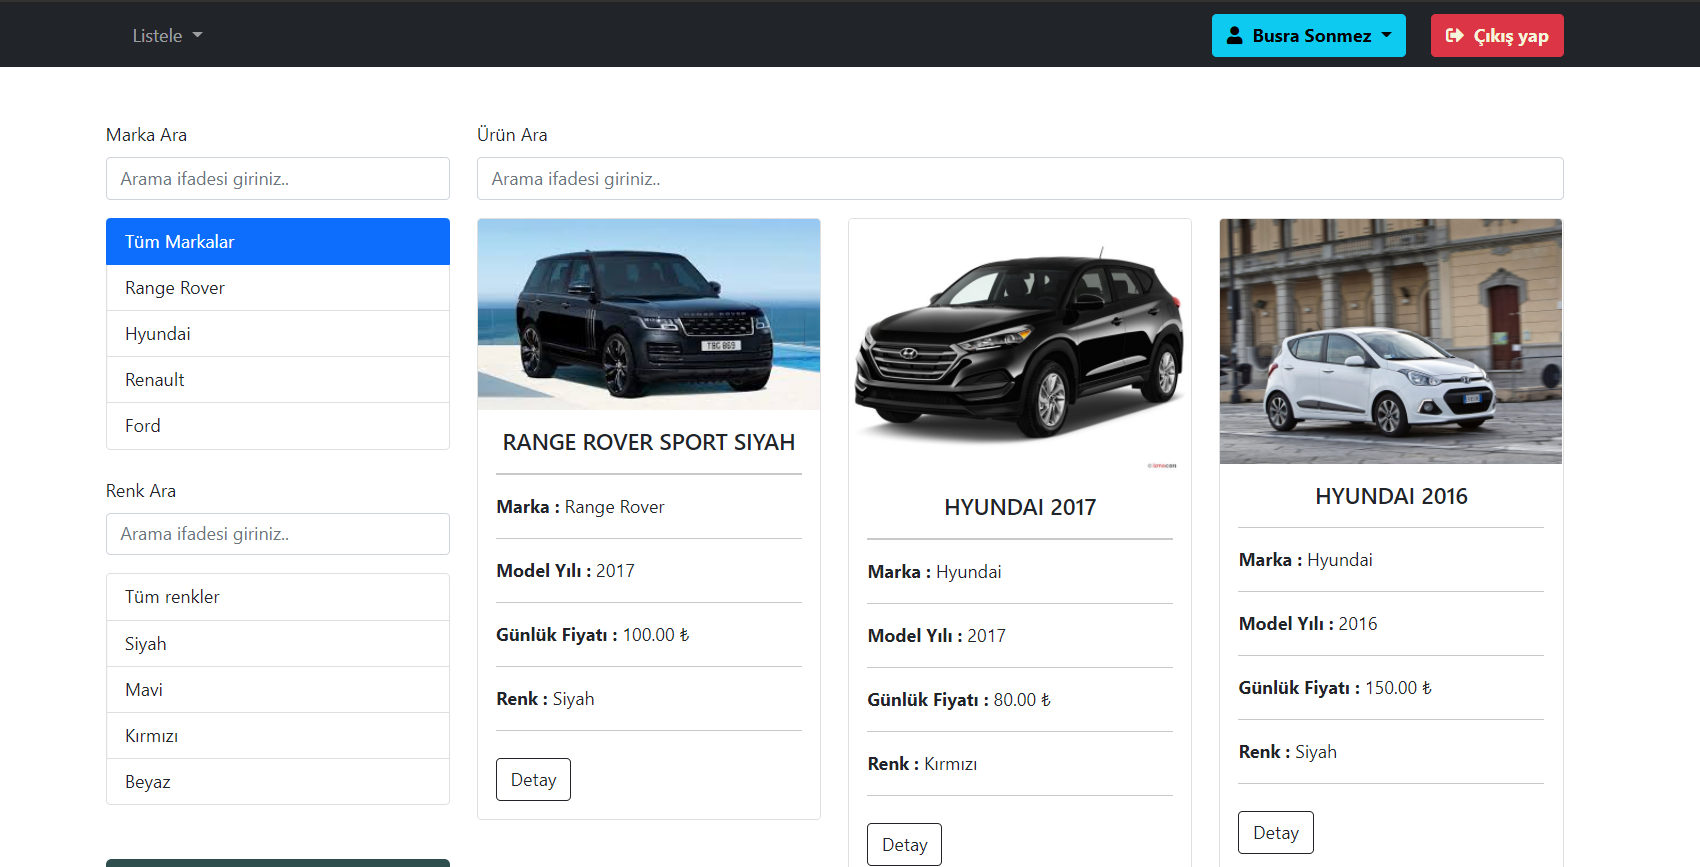 Listele
Busra Sonmez
Çıkış yap
Marka Ara
Arama ifadesi giriniz..
Tüm Markalar
Range Rover
Hyundai
Renault
Ford
Renk Ara
Arama ifadesi giriniz..
Tüm renkler
Siyah
Mavi
Kırmızı
Beyaz
Ürün Ara
Arama ifadesi giriniz..
TBC 869
RANGE ROVER SPORT SIYAH
Marka : Range Rover
Model Yılı : 2017
Günlük Fiyatı : 100.00 ₺
Renk : Siyah
Detay
HYUNDAI 2017
Marka : Hyundai
Model Yılı : 2017
Günlük Fiyatı : 80.00 ₺
Renk : Kırmızı
Detay
HYUNDAI 2016
Marka : Hyundai
Model Yılı : 2016
Günlük Fiyatı : 150.00 ₺
Renk : Siyah
Detay